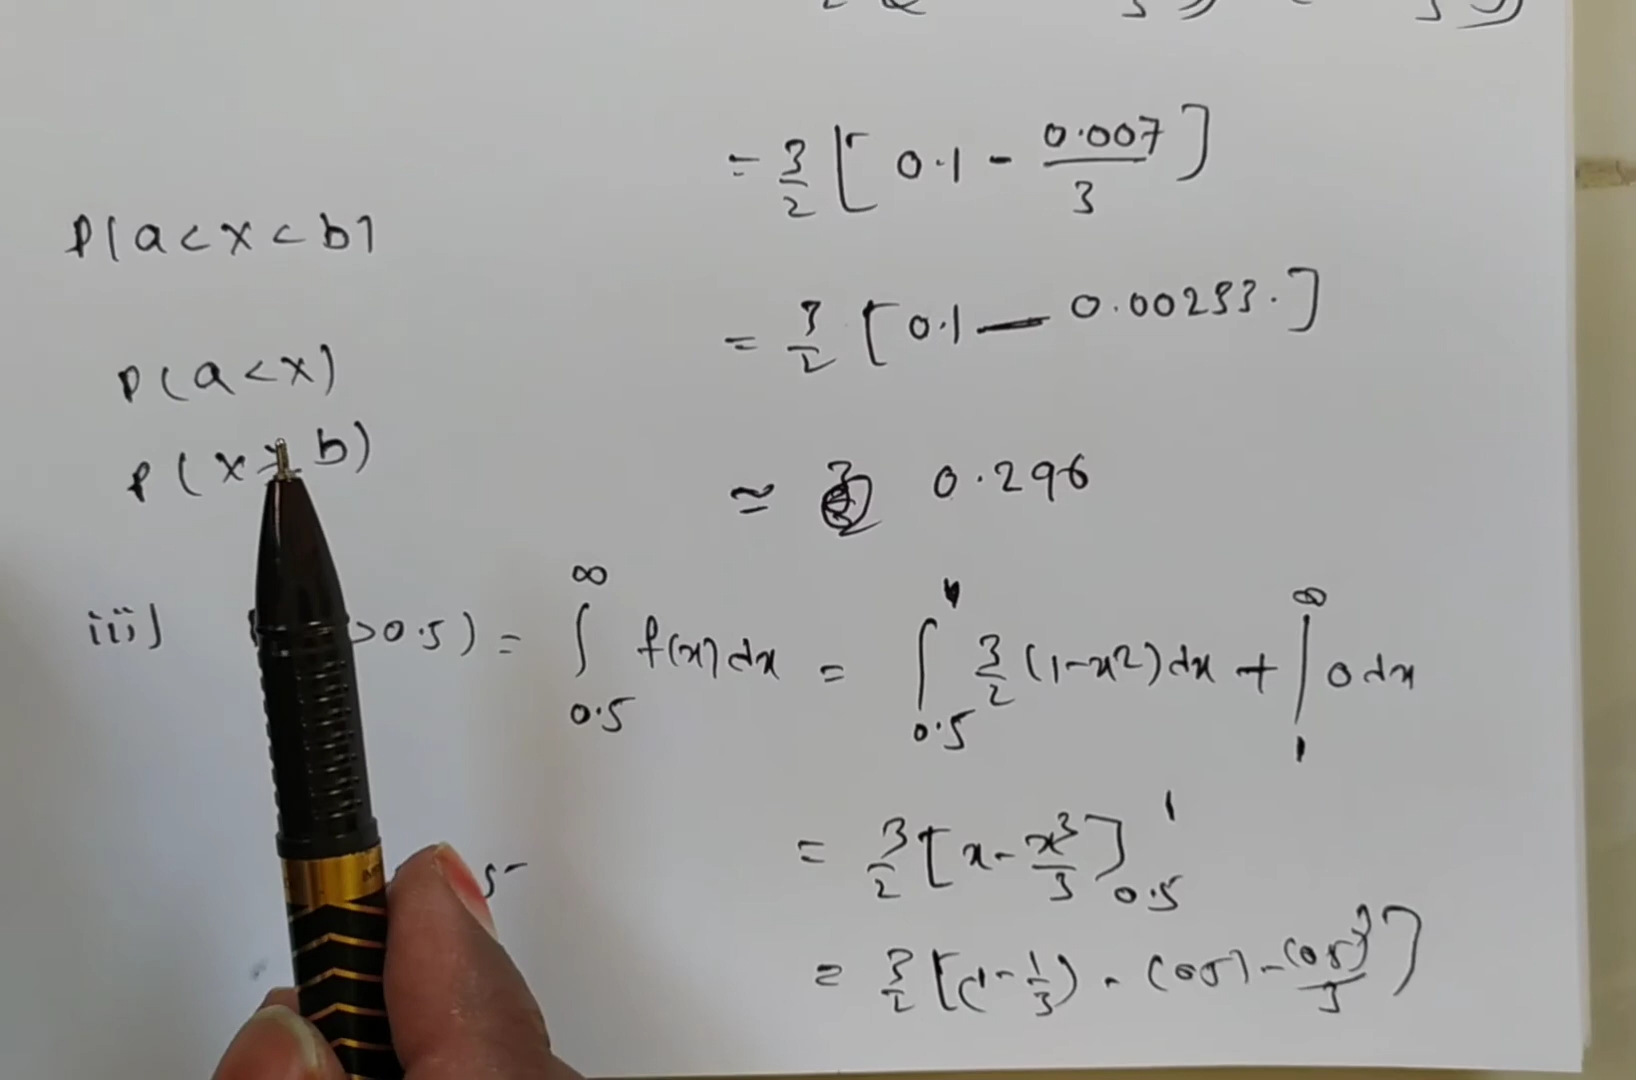 = 3/2 [ 0.1 - 0.007/3 ]
P(a<x<b)
= 3/2 [ 0.1 — 0.00233. ]
P(a<x)
P(x b)
≃ 0.296
iii) >0.5) = ∫_{0.5}^{∞} f(x) dx = ∫_{0.5} 3/2 (1-x2) dx + ∫_{1}^{∞} 0 dx
= 3/2 [ x - x³/3 ]_{0.5}^{1}
= 3/2 [(1 - 1/3) - (0.5) - (0.5)³/3 ]